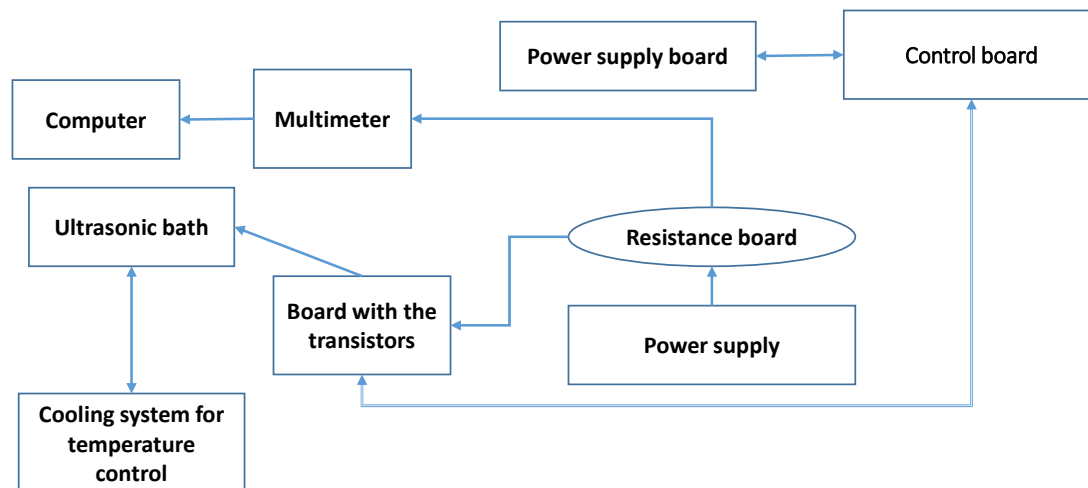 Power supply board
Control board
Computer
Multimeter
Ultrasonic bath
Resistance board
Board with the
transistors
Power supply
Cooling system for
temperature
control